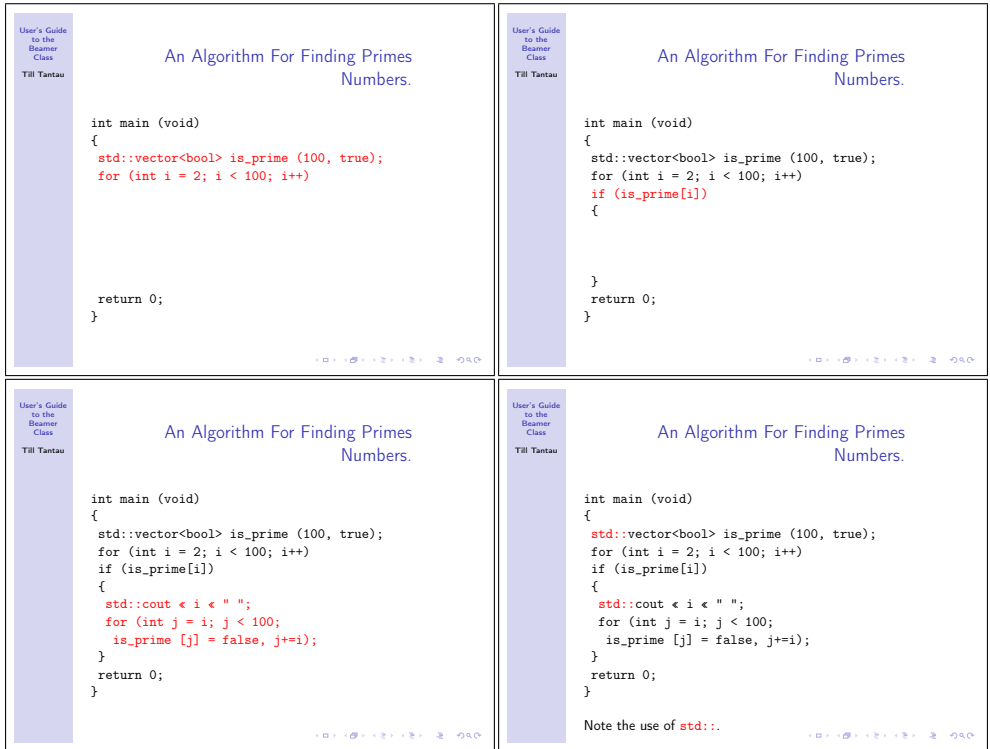 User's Guide
to the
Beamer
Class
Till Tantau
An Algorithm For Finding Primes
Numbers.
int main (void)
{
std::vector<bool> is_prime (100, true);
for (int i = 2; i < 100; i++)
return 0;
}
User's Guide
to the
Beamer
Class
Till Tantau
An Algorithm For Finding Primes
Numbers.
int main (void)
{
std::vector<bool> is_prime (100, true);
for (int i = 2; i < 100; i++)
if (is_prime[i])
{
}
return 0;
}
User's Guide
to the
Beamer
Class
Till Tantau
An Algorithm For Finding Primes
Numbers.
int main (void)
{
std::vector<bool> is_prime (100, true);
for (int i = 2; i < 100; i++)
if (is_prime[i])
{
std::cout « i « " ";
for (int j = i; j < 100;
is_prime [j] = false, j+=i);
}
return 0;
}
User's Guide
to the
Beamer
Class
Till Tantau
An Algorithm For Finding Primes
Numbers.
int main (void)
{
std::vector<bool> is_prime (100, true);
for (int i = 2; i < 100; i++)
if (is_prime[i])
{
std::cout « i « " ";
for (int j = i; j < 100;
is_prime [j] = false, j+=i);
}
return 0;
}
Note the use of std::.